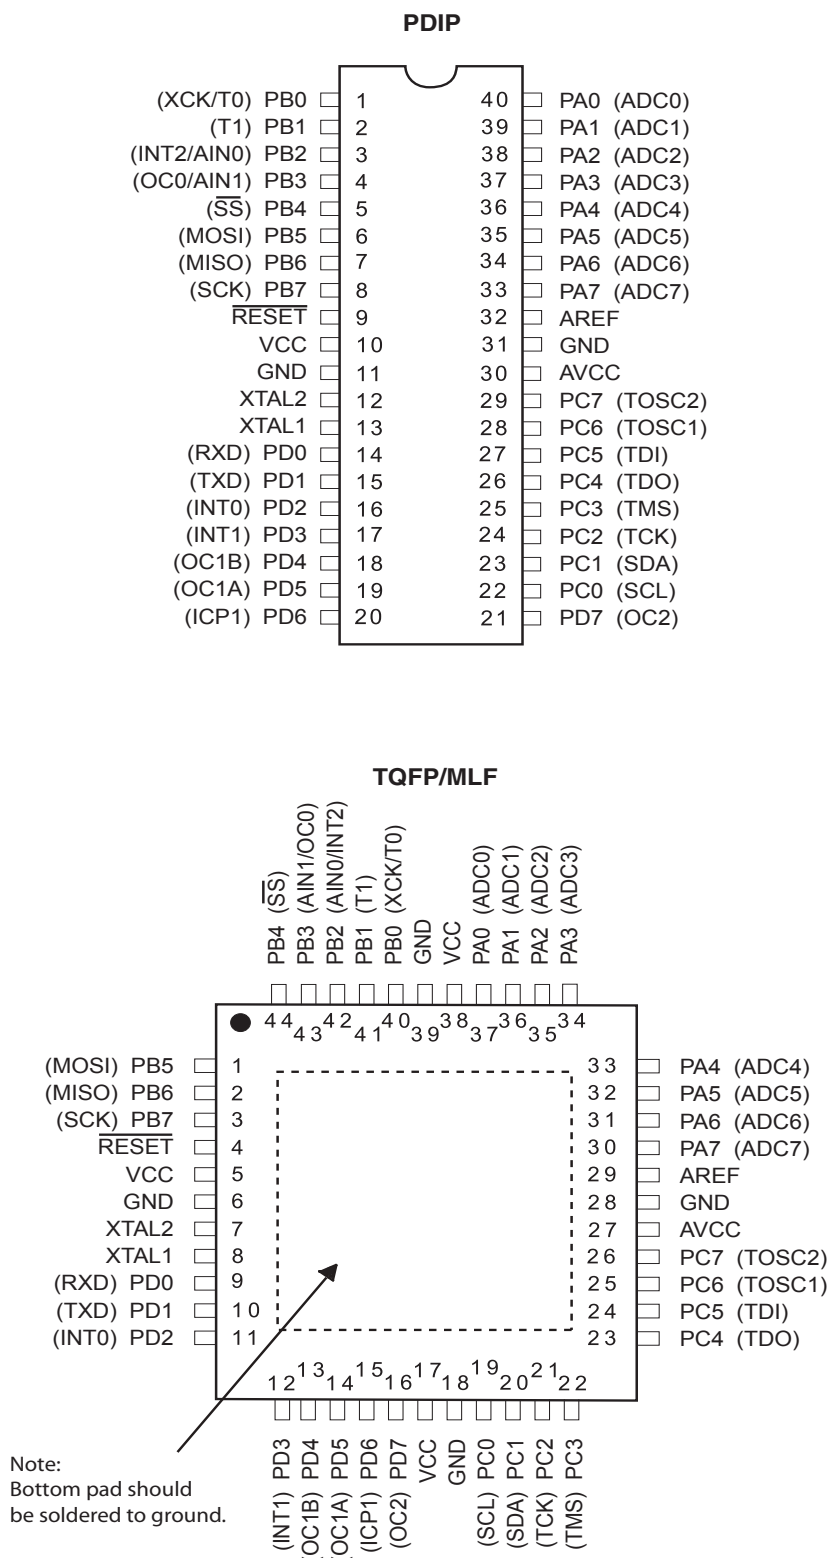 PDIP
(XCK/T0) PB0 1 40 PA0 (ADC0)
(T1) PB1 2 39 PA1 (ADC1)
(INT2/AIN0) PB2 3 38 PA2 (ADC2)
(OC0/AIN1) PB3 4 37 PA3 (ADC3)
(SS) PB4 5 36 PA4 (ADC4)
(MOSI) PB5 6 35 PA5 (ADC5)
(MISO) PB6 7 34 PA6 (ADC6)
(SCK) PB7 8 33 PA7 (ADC7)
RESET 9 32 AREF
VCC 10 31 GND
GND 11 30 AVCC
XTAL2 12 29 PC7 (TOSC2)
XTAL1 13 28 PC6 (TOSC1)
(RXD) PD0 14 27 PC5 (TDI)
(TXD) PD1 15 26 PC4 (TDO)
(INT0) PD2 16 25 PC3 (TMS)
(INT1) PD3 17 24 PC2 (TCK)
(OC1B) PD4 18 23 PC1 (SDA)
(OC1A) PD5 19 22 PC0 (SCL)
(ICP1) PD6 20 21 PD7 (OC2)
TQFP/MLF
PB4 (SS)
PB3 (AIN1/OC0)
PB2 (AIN0/INT2)
PB1 (T1)
PB0 (XCK/T0)
GND
VCC
PA0 (ADC0)
PA1 (ADC1)
PA2 (ADC2)
PA3 (ADC3)
44 43 42 41 40 39 38 37 36 35 34
(MOSI) PB5 1 33 PA4 (ADC4)
(MISO) PB6 2 32 PA5 (ADC5)
(SCK) PB7 3 31 PA6 (ADC6)
RESET 4 30 PA7 (ADC7)
VCC 5 29 AREF
GND 6 28 GND
XTAL2 7 27 AVCC
XTAL1 8 26 PC7 (TOSC2)
(RXD) PD0 9 25 PC6 (TOSC1)
(TXD) PD1 10 24 PC5 (TDI)
(INT0) PD2 11 23 PC4 (TDO)
12 13 14 15 16 17 18 19 20 21 22
(INT1) PD3
(OC1B) PD4
(OC1A) PD5
(ICP1) PD6
(OC2) PD7
VCC
GND
(SCL) PC0
(SDA) PC1
(TCK) PC2
(TMS) PC3
Note:
Bottom pad should
be soldered to ground.